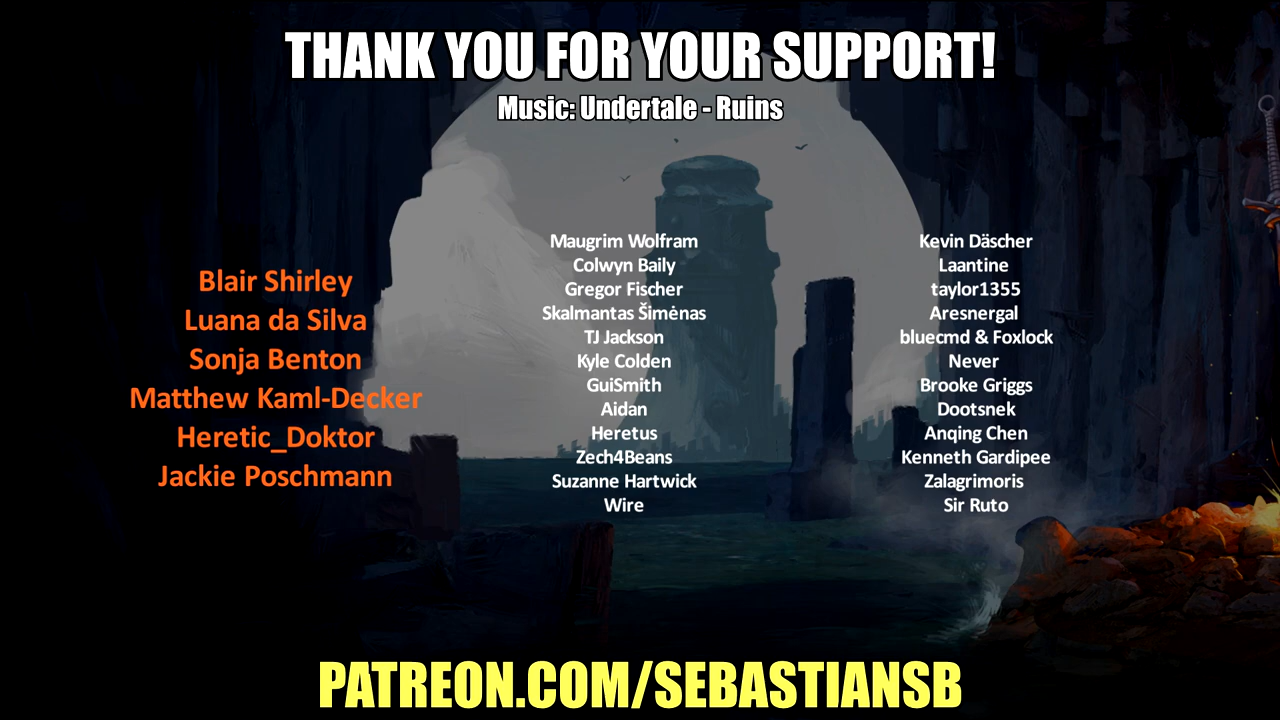 THANK YOU FOR YOUR SUPPORT!
Music: Undertale - Ruins
Blair Shirley
Luana da Silva
Sonja Benton
Matthew Kaml-Decker
Heretic_Doktor
Jackie Poschmann
Maugrim Wolfram
Colwyn Baily
Gregor Fischer
Skalmantas Šimėnas
TJ Jackson
Kyle Colden
GuiSmith
Aidan
Heretus
Zech4Beans
Suzanne Hartwick
Wire
Kevin Däscher
Laantine
taylor1355
Aresnergal
bluecmd & Foxlock
Never
Brooke Griggs
Dootsnek
Anqing Chen
Kenneth Gardipee
Zalagrimoris
Sir Ruto
PATREON.COM/SEBASTIANSB